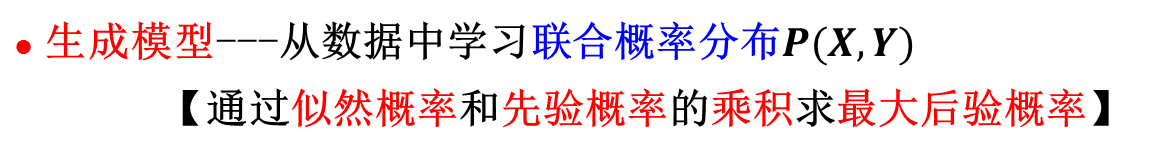 • 生成模型---从数据中学习联合概率分布P(X,Y)
【通过似然概率和先验概率的乘积求最大后验概率】